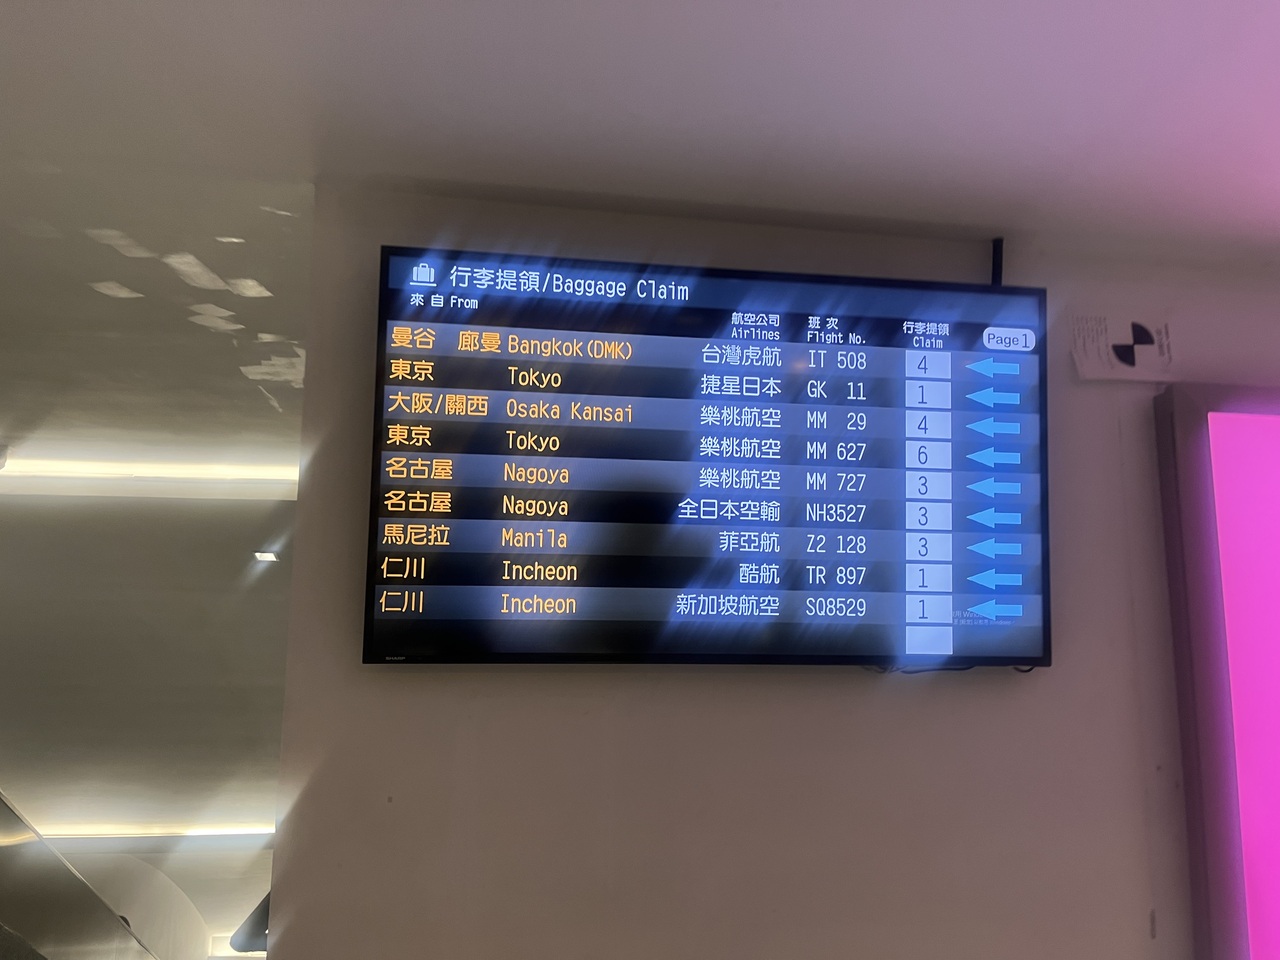 行李提領/Baggage Claim
來自 From
航空公司 Airlines
班次 Flight No.
行李提領 Claim
Page1
曼谷 廊曼 Bangkok(DMK) 台灣虎航 IT 508 4
東京 Tokyo 捷星日本 GK 11 1
大阪/關西 Osaka Kansai 樂桃航空 MM 29 4
東京 Tokyo 樂桃航空 MM 627 6
名古屋 Nagoya 樂桃航空 MM 727 3
名古屋 Nagoya 全日本空輸 NH3527 3
馬尼拉 Manila 菲亞航 Z2 128 3
仁川 Incheon 酷航 TR 897 1
仁川 Incheon 新加坡航空 SQ8529 1
SHARP